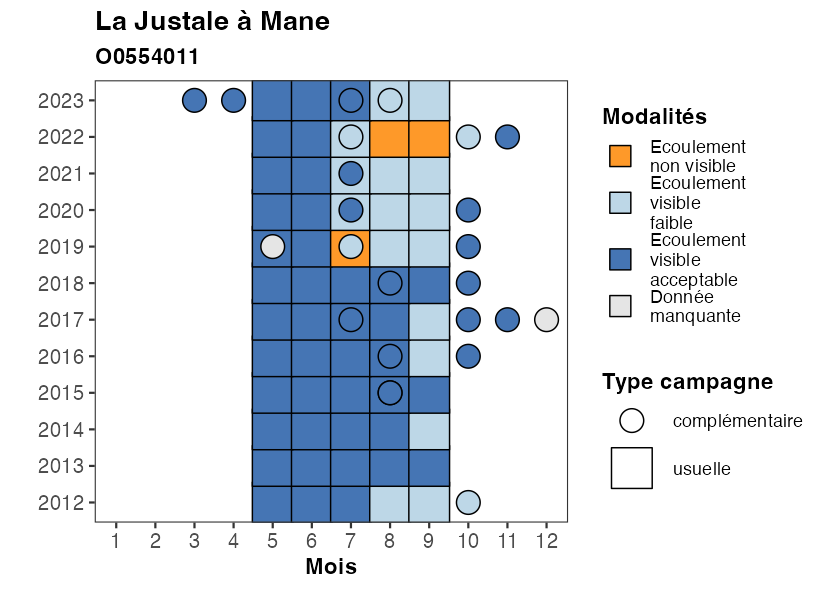 La Justale à Mane
O0554011
2023
2022
2021
2020
2019
2018
2017
2016
2015
2014
2013
2012
1 2 3 4 5 6 7 8 9 10 11 12
Mois
Modalités
Ecoulement
non visible
Ecoulement
visible
faible
Ecoulement
visible
acceptable
Donnée
manquante
Type campagne
complémentaire
usuelle